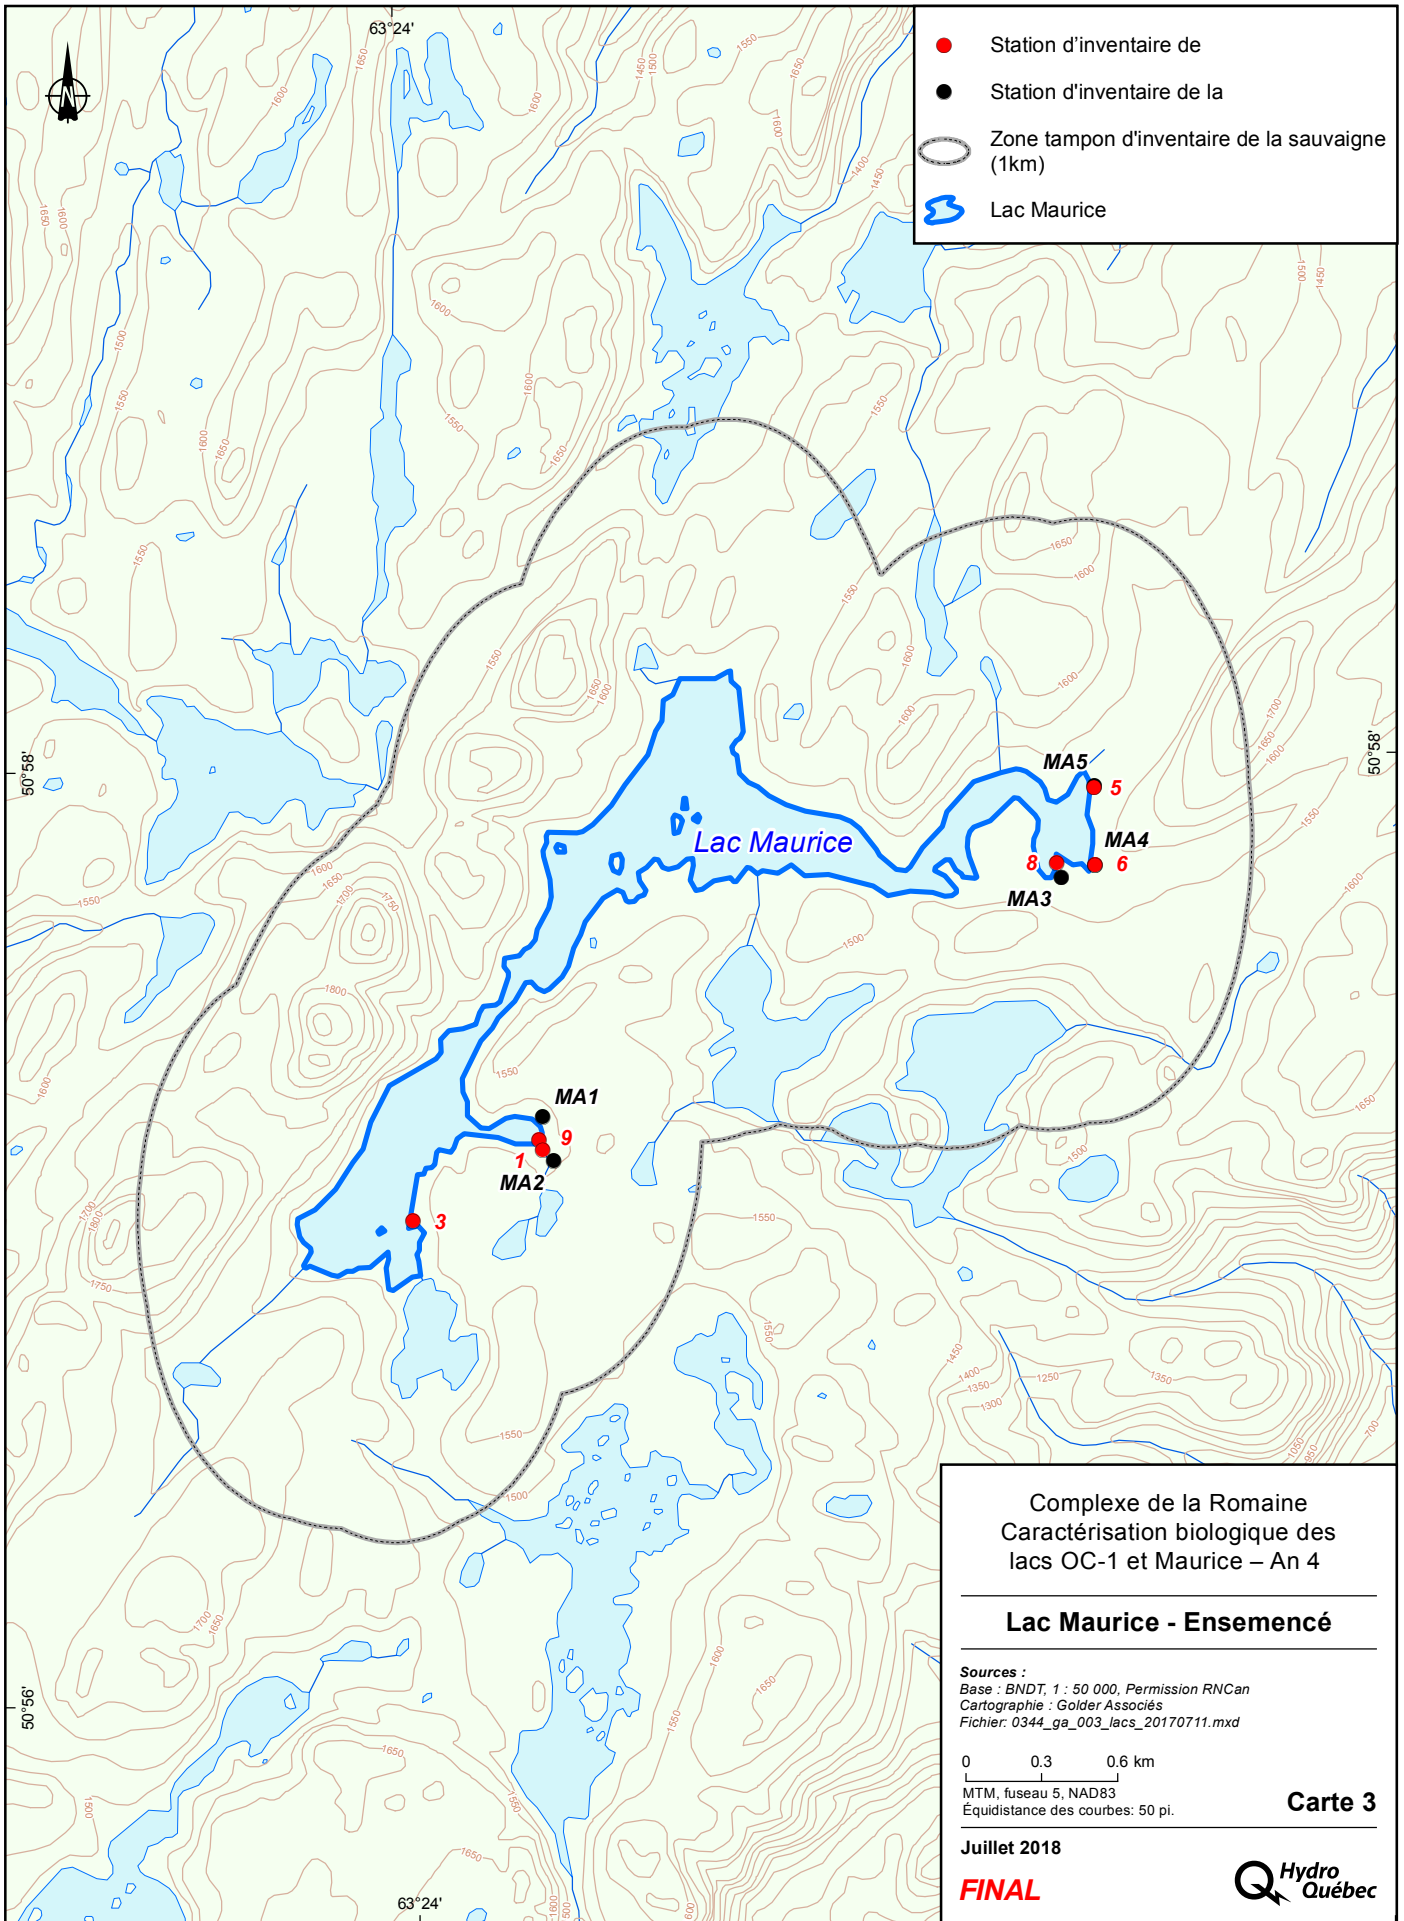 63°24'
N
Station d'inventaire de
Station d'inventaire de la
Zone tampon d'inventaire de la sauvaigne
(1km)
Lac Maurice
50°58'
50°58'
MA5
5
MA4
8
6
MA3
Lac Maurice
MA1
9
1
MA2
3
50°56'
63°24'
Complexe de la Romaine
Caractérisation biologique des
lacs OC-1 et Maurice – An 4
Lac Maurice - Ensemencé
Sources :
Base : BNDT, 1 : 50 000, Permission RNCan
Cartographie : Golder Associés
Fichier: 0344_ga_003_lacs_20170711.mxd
0 0.3 0.6 km
MTM, fuseau 5, NAD83
Équidistance des courbes: 50 pi.
Carte 3
Juillet 2018
FINAL
Hydro
Québec